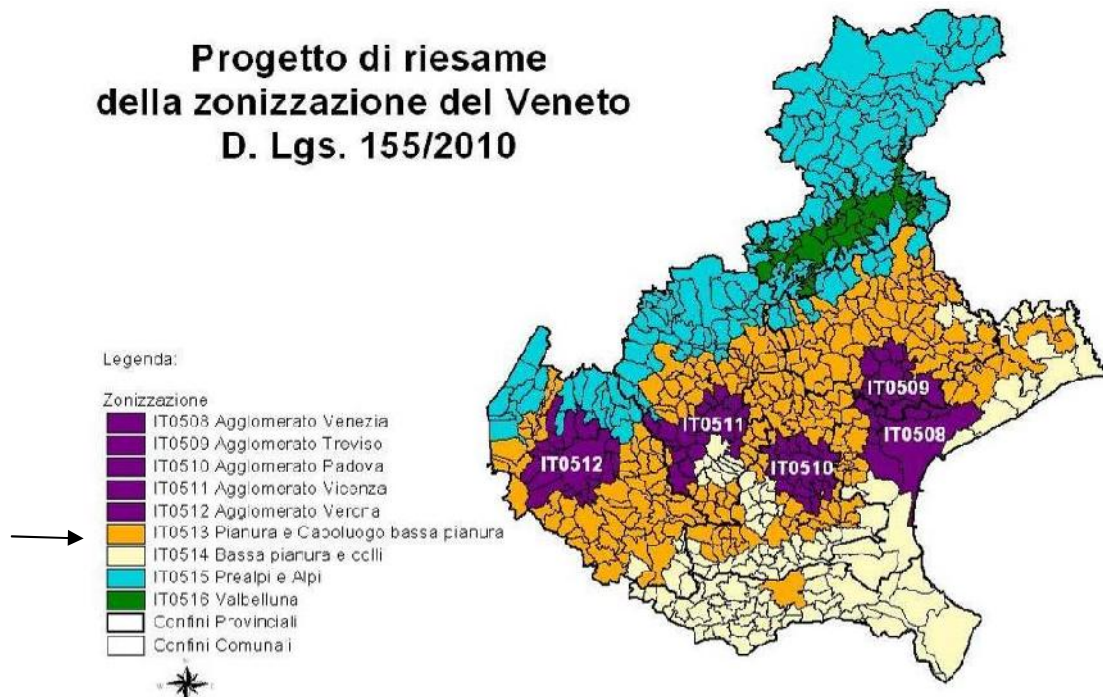 Progetto di riesame
della zonizzazione del Veneto
D. Lgs. 155/2010
Legenda:
Zonizzazione
IT0508 Agglomerato Venezia
IT0509 Agglomerato Treviso
IT0510 Agglomerato Padova
IT0511 Agglomerato Vicenza
IT0512 Agglomerato Verona
IT0513 Pianura e Capoluogo bassa pianura
IT0514 Bassa pianura e colli
IT0515 Prealpi e Alpi
IT0516 Valbelluna
Confini Provinciali
Confini Comunali
IT0509
IT0511
IT0508
IT0512
IT0510